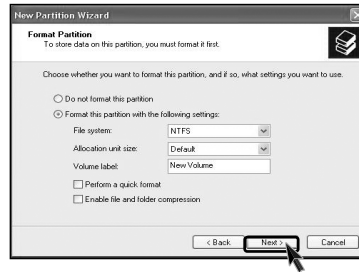 New Partition Wizard
Format Partition
To store data on this partition, you must format it first.
Choose whether you want to format this partition, and if so, what settings you want to use.
Do not format this partition
Format this partition with the following settings:
File system: NTFS
Allocation unit size: Default
Volume label: New Volume
Perform a quick format
Enable file and folder compression
< Back Next > Cancel